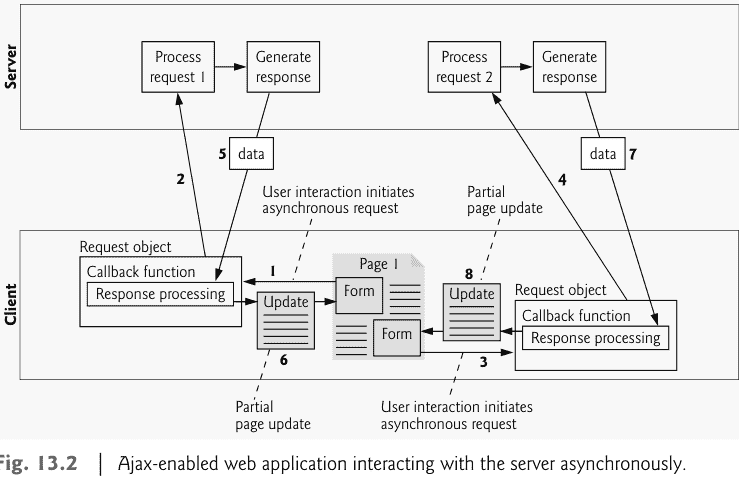 Server
Process
request 1
Generate
response
Process
request 2
Generate
response
5
data
data
7
2
4
User interaction initiates
asynchronous request
Partial
page update
Client
Request object
Callback function
Response processing
1
Update
6
Page 1
Form
Form
8
Update
3
Request object
Callback function
Response processing
Partial
page update
User interaction initiates
asynchronous request
Fig. 13.2 | Ajax-enabled web application interacting with the server asynchronously.